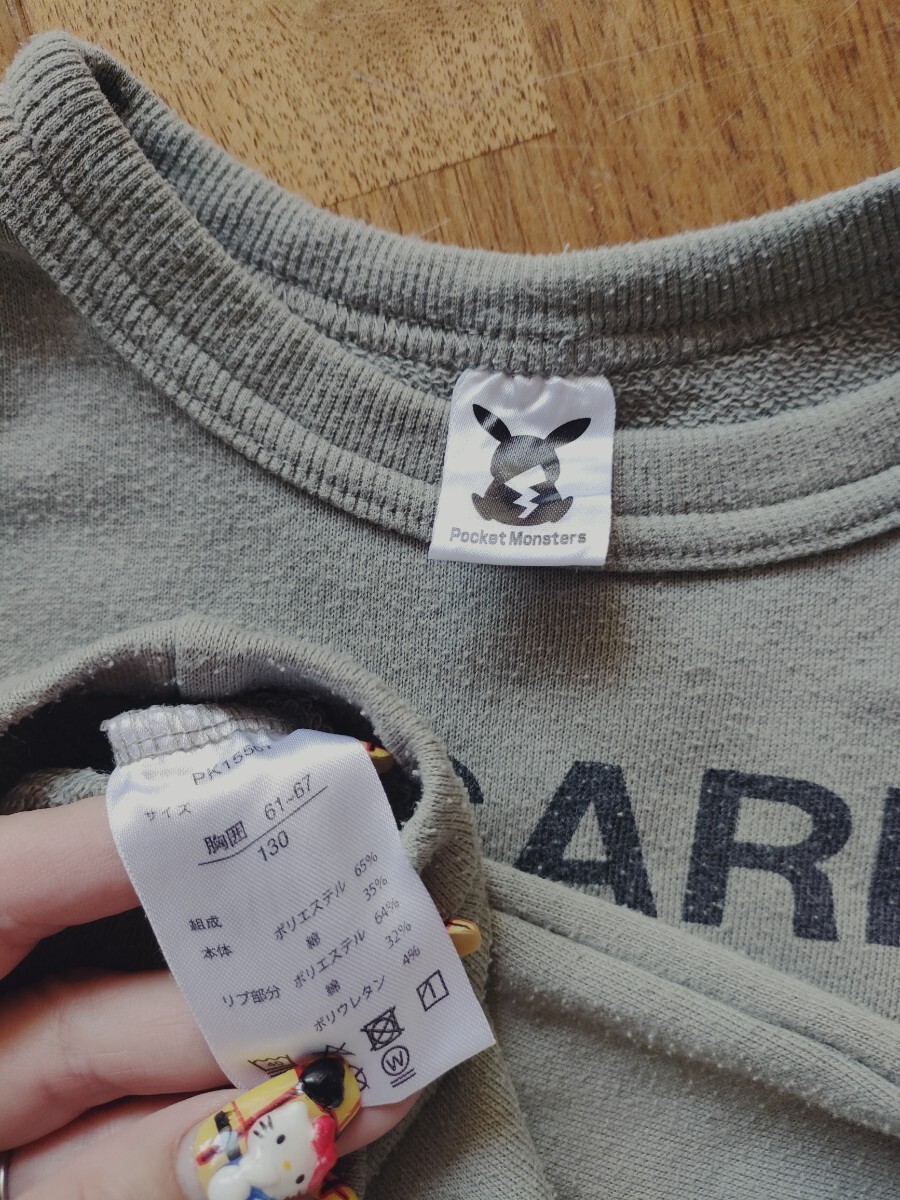 Pocket Monsters
ARI
サイズ
胸囲 61~67
130
組成
本体 ポリエステル 65%
綿 35%
リブ部分 ポリエステル 64%
綿 32%
ポリウレタン 4%
W